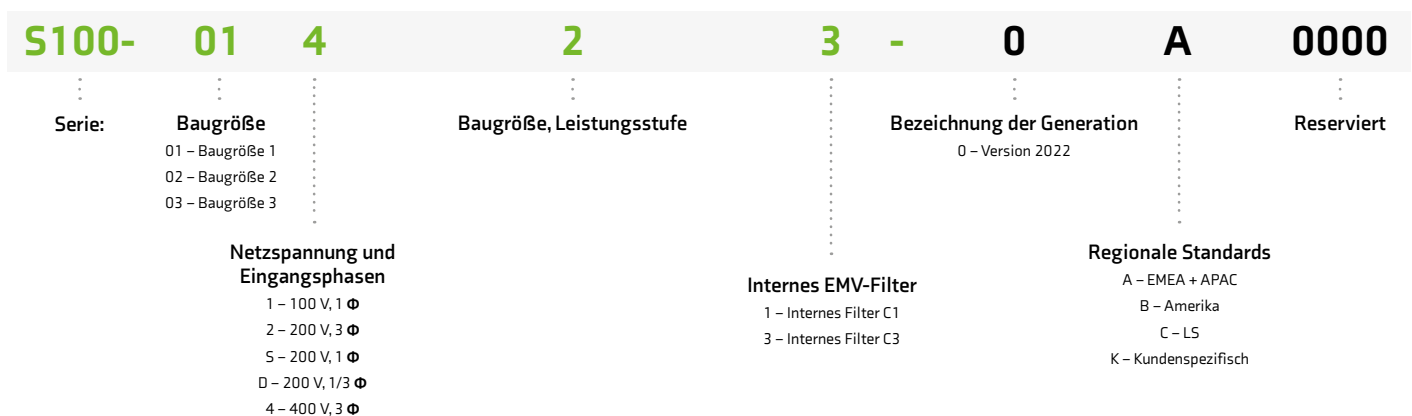 S100- 01 4 2 3 - 0 A 0000
Serie:
Baugröße
01 – Baugröße 1
02 – Baugröße 2
03 – Baugröße 3
Netzspannung und
Eingangsphasen
1 – 100 V, 1 Φ
2 – 200 V, 3 Φ
S – 200 V, 1 Φ
D – 200 V, 1/3 Φ
4 – 400 V, 3 Φ
Baugröße, Leistungsstufe
Internes EMV-Filter
1 – Internes Filter C1
3 – Internes Filter C3
Bezeichnung der Generation
0 – Version 2022
Regionale Standards
A – EMEA + APAC
B – Amerika
C – LS
K – Kundenspezifisch
Reserviert